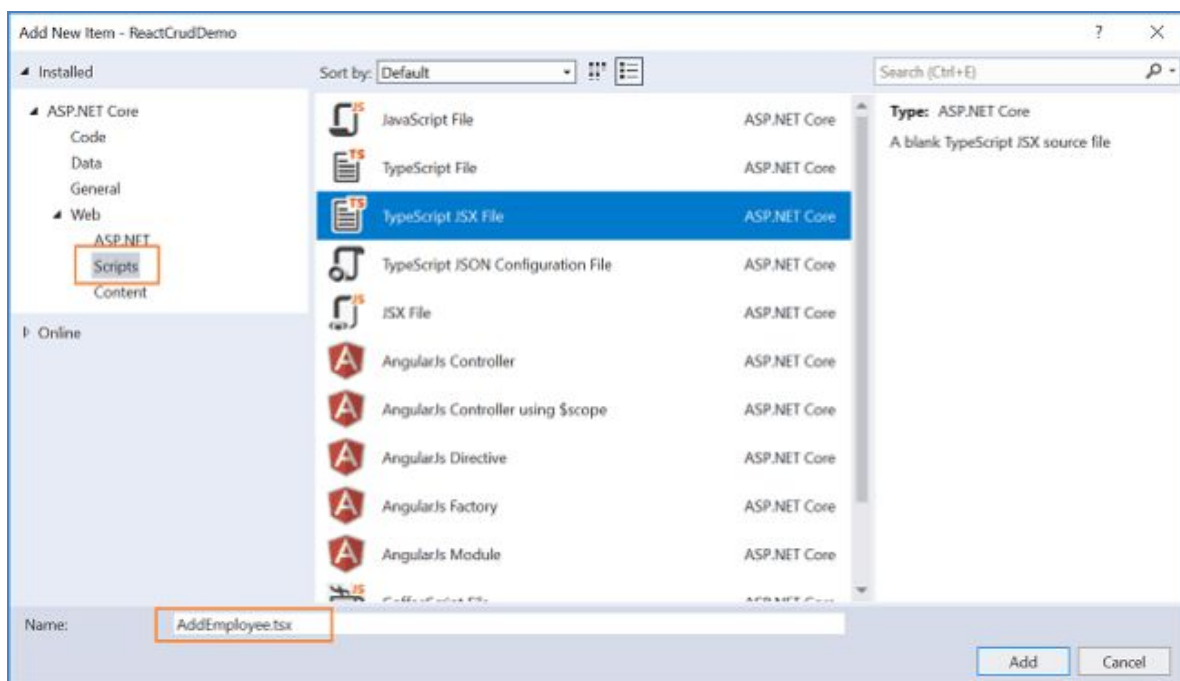 Add New Item - ReactCrudDemo
?
Installed
Sort by: Default
Search (Ctrl+E)
ASP.NET Core
Code
Data
General
Web
ASP.NET
Scripts
Content
Online
JavaScript File ASP.NET Core
TypeScript File ASP.NET Core
TypeScript JSX File ASP.NET Core
TypeScript JSON Configuration File ASP.NET Core
JSX File ASP.NET Core
AngularJs Controller ASP.NET Core
AngularJs Controller using $scope ASP.NET Core
AngularJs Directive ASP.NET Core
AngularJs Factory ASP.NET Core
AngularJs Module ASP.NET Core
Type: ASP.NET Core
A blank TypeScript JSX source file
Name: AddEmployee.tsx
Add Cancel